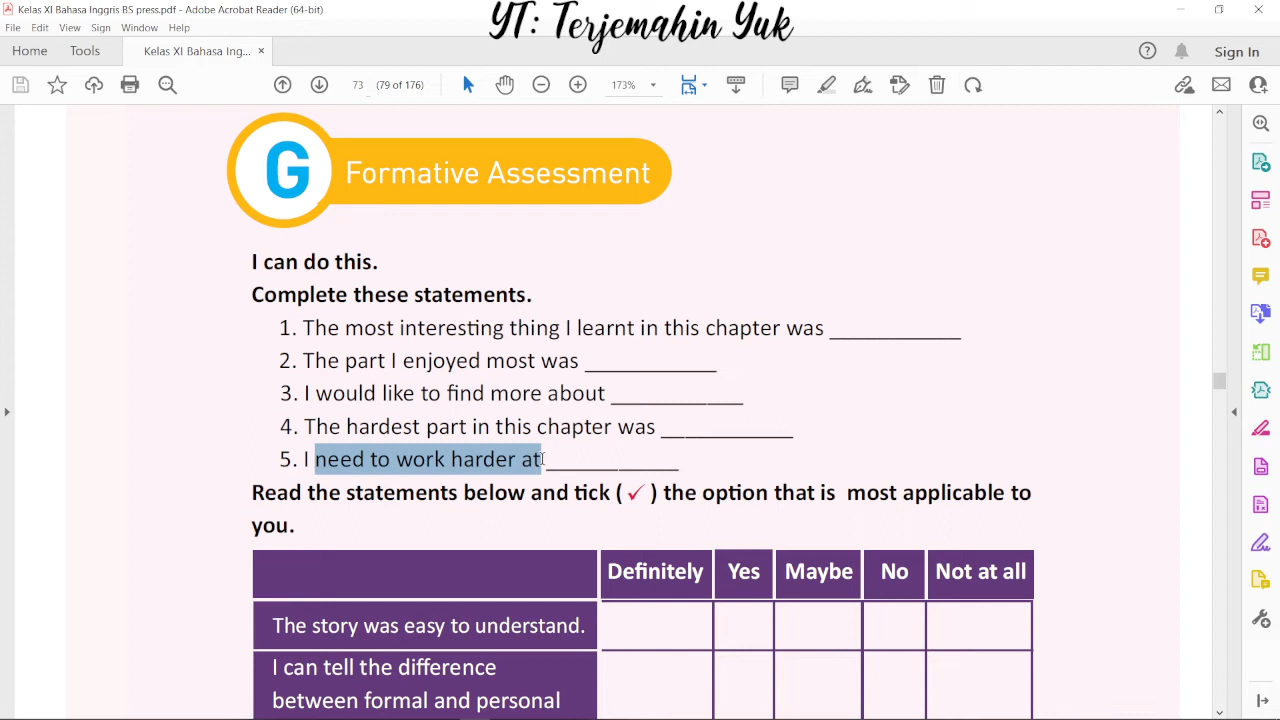 Kelas XI Bahasa Inggris BS press.pdf - Adobe Acrobat Reader (64-bit)
YT: Terjemahin Yuk
File Edit View Sign Window Help
Home Tools Kelas XI Bahasa Ing... × Sign In
73 (79 of 176) 173%
G Formative Assessment
I can do this.
Complete these statements.
1. The most interesting thing I learnt in this chapter was ___________
2. The part I enjoyed most was ___________
3. I would like to find more about ___________
4. The hardest part in this chapter was ___________
5. I need to work harder at ___________
Read the statements below and tick (✓) the option that is most applicable to
you.
Definitely Yes Maybe No Not at all
The story was easy to understand.
I can tell the difference
between formal and personal